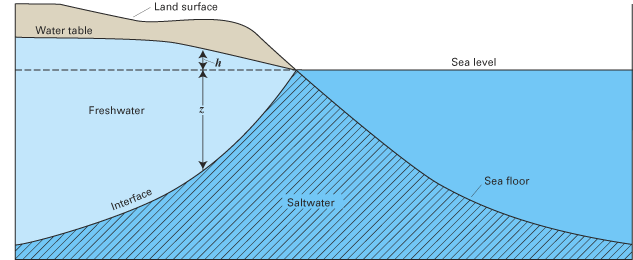 Land surface
Water table
h
Sea level
Freshwater
z
Sea floor
Interface
Saltwater